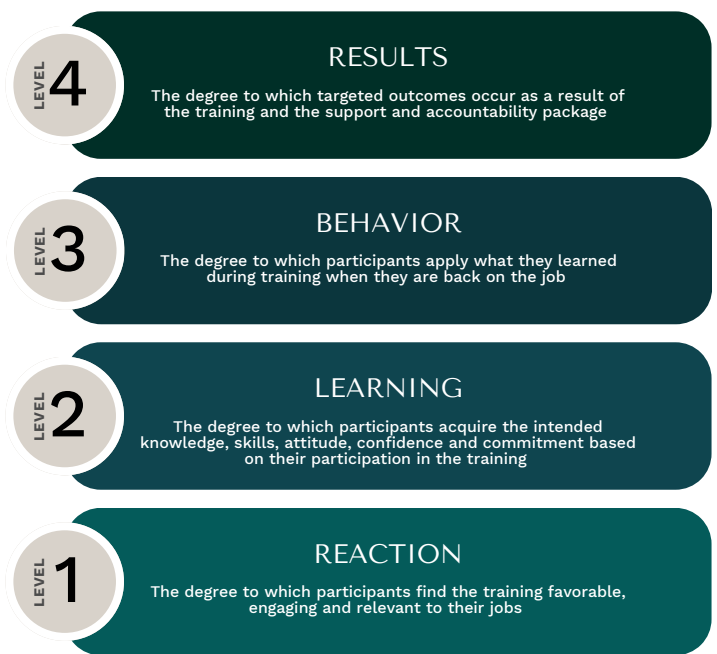 LEVEL 4
RESULTS
The degree to which targeted outcomes occur as a result of
the training and the support and accountability package
LEVEL 3
BEHAVIOR
The degree to which participants apply what they learned
during training when they are back on the job
LEVEL 2
LEARNING
The degree to which participants acquire the intended
knowledge, skills, attitude, confidence and commitment based
on their participation in the training
LEVEL 1
REACTION
The degree to which participants find the training favorable,
engaging and relevant to their jobs